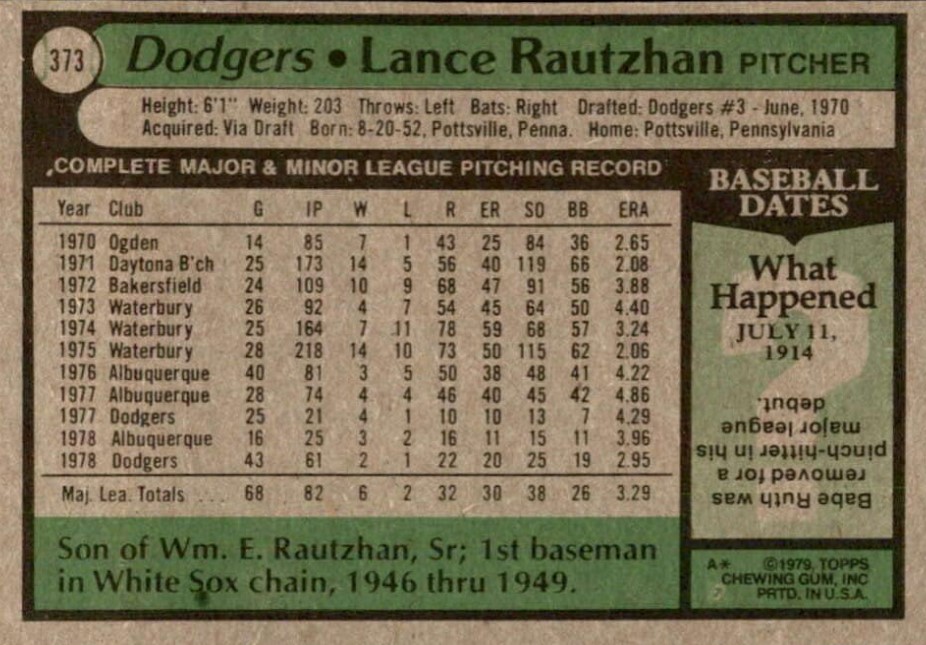 373
Dodgers • Lance Rautzhan PITCHER
Height: 6'1" Weight: 203 Throws: Left Bats: Right Drafted: Dodgers #3 - June, 1970
Acquired: Via Draft Born: 8-20-52, Pottsville, Penna. Home: Pottsville, Pennsylvania
COMPLETE MAJOR & MINOR LEAGUE PITCHING RECORD
Year Club G IP W L R ER SO BB ERA
1970 Ogden 14 85 7 1 43 25 84 36 2.65
1971 Daytona B'ch 25 173 14 5 56 40 119 66 2.08
1972 Bakersfield 24 109 10 9 68 47 91 56 3.88
1973 Waterbury 26 92 4 7 54 45 64 50 4.40
1974 Waterbury 25 164 7 11 78 59 68 57 3.24
1975 Waterbury 28 218 14 10 73 50 115 62 2.06
1976 Albuquerque 40 81 3 5 50 38 48 41 4.22
1977 Albuquerque 28 74 4 4 46 40 45 42 4.86
1977 Dodgers 25 21 4 1 10 10 13 7 4.29
1978 Albuquerque 16 25 3 2 16 11 15 11 3.96
1978 Dodgers 43 61 2 1 22 20 25 19 2.95
Maj. Lea. Totals ... 68 82 6 2 32 30 38 26 3.29
Son of Wm. E. Rautzhan, Sr; 1st baseman
in White Sox chain, 1946 thru 1949.
BASEBALL
DATES
What
Happened
JULY 11,
1914
?
Babe Ruth was
removed for a
pinch-hitter in his
major league
debut.
A* ©1979, TOPPS
CHEWING GUM, INC
PRTD. IN U.S.A.